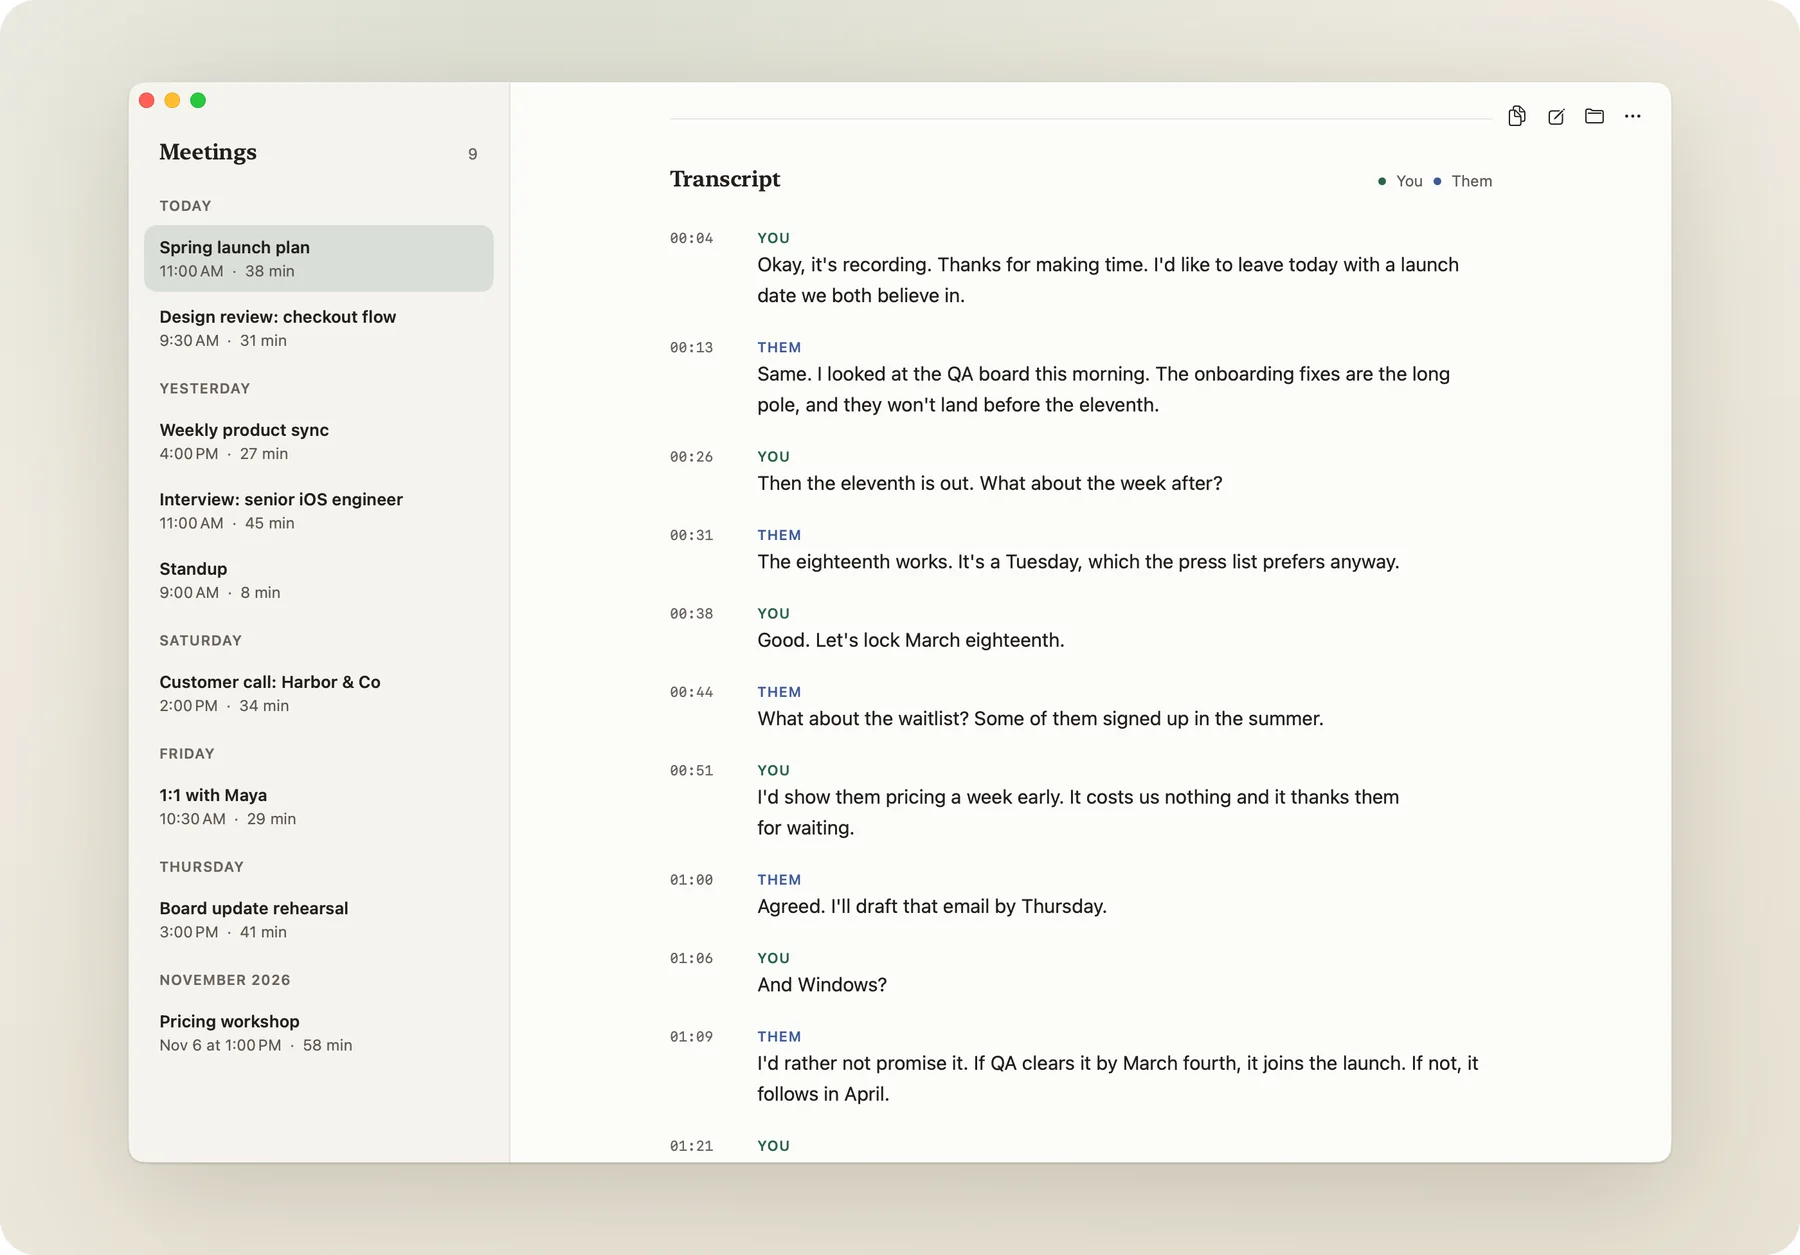 Meetings
9
TODAY
Spring launch plan
11:00 AM · 38 min
Design review: checkout flow
9:30 AM · 31 min
YESTERDAY
Weekly product sync
4:00 PM · 27 min
Interview: senior iOS engineer
11:00 AM · 45 min
Standup
9:00 AM · 8 min
SATURDAY
Customer call: Harbor & Co
2:00 PM · 34 min
FRIDAY
1:1 with Maya
10:30 AM · 29 min
THURSDAY
Board update rehearsal
3:00 PM · 41 min
NOVEMBER 2026
Pricing workshop
Nov 6 at 1:00 PM · 58 min
Transcript
You Them
00:04 YOU
Okay, it's recording. Thanks for making time. I'd like to leave today with a launch
date we both believe in.
00:13 THEM
Same. I looked at the QA board this morning. The onboarding fixes are the long
pole, and they won't land before the eleventh.
00:26 YOU
Then the eleventh is out. What about the week after?
00:31 THEM
The eighteenth works. It's a Tuesday, which the press list prefers anyway.
00:38 YOU
Good. Let's lock March eighteenth.
00:44 THEM
What about the waitlist? Some of them signed up in the summer.
00:51 YOU
I'd show them pricing a week early. It costs us nothing and it thanks them
for waiting.
01:00 THEM
Agreed. I'll draft that email by Thursday.
01:06 YOU
And Windows?
01:09 THEM
I'd rather not promise it. If QA clears it by March fourth, it joins the launch. If not, it
follows in April.
01:21 YOU